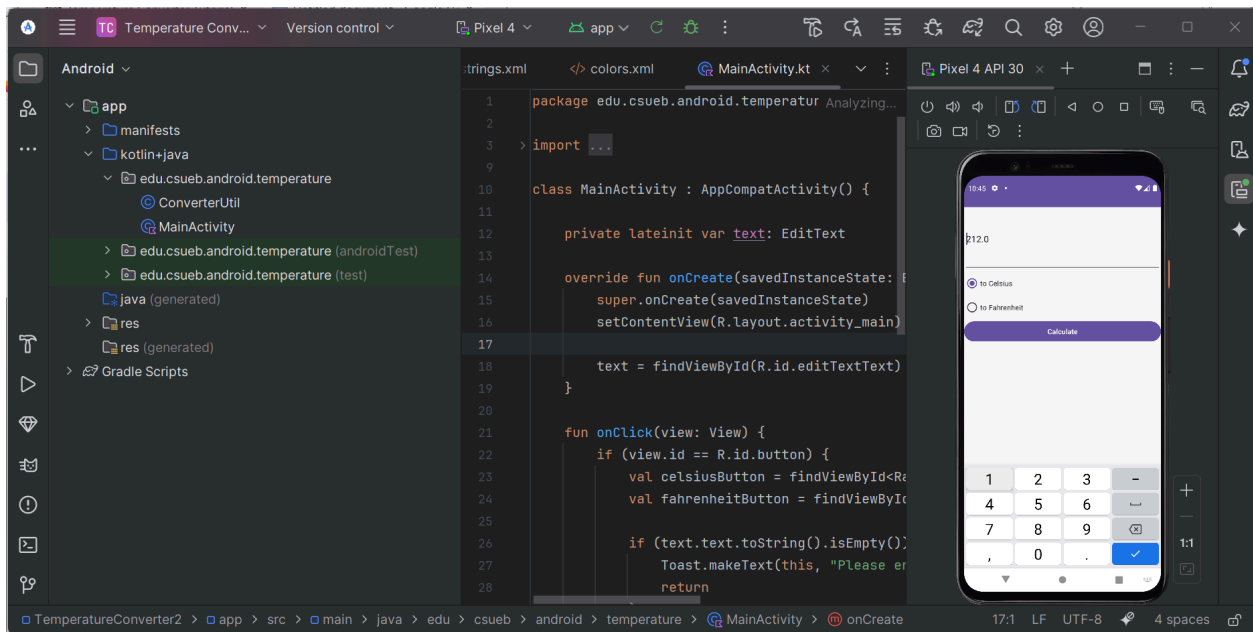 TC Temperature Conv... Version control Pixel 4 app
Android
app
manifests
kotlin+java
edu.csueb.android.temperature
ConverterUtil
MainActivity
edu.csueb.android.temperature (androidTest)
edu.csueb.android.temperature (test)
java (generated)
res
res (generated)
Gradle Scripts
trings.xml </> colors.xml MainActivity.kt
1 package edu.csueb.android.temperatur Analyzing...
2
3 import ...
9
10 class MainActivity : AppCompatActivity() {
11
12 private lateinit var text: EditText
13
14 override fun onCreate(savedInstanceState: B
15 super.onCreate(savedInstanceState)
16 setContentView(R.layout.activity_main)
17
18 text = findViewById(R.id.editTextText)
19 }
20
21 fun onClick(view: View) {
22 if (view.id == R.id.button) {
23 val celsiusButton = findViewById<Ra
24 val fahrenheitButton = findViewById
25
26 if (text.text.toString().isEmpty())
27 Toast.makeText(this, "Please en
28 return
Pixel 4 API 30
10:45
212.0
to Celsius
to Fahrenheit
Calculate
1 2 3 –
4 5 6
7 8 9
, 0 .
1:1
TemperatureConverter2 > app > src > main > java > edu > csueb > android > temperature > MainActivity > m onCreate 17:1 LF UTF-8 4 spaces